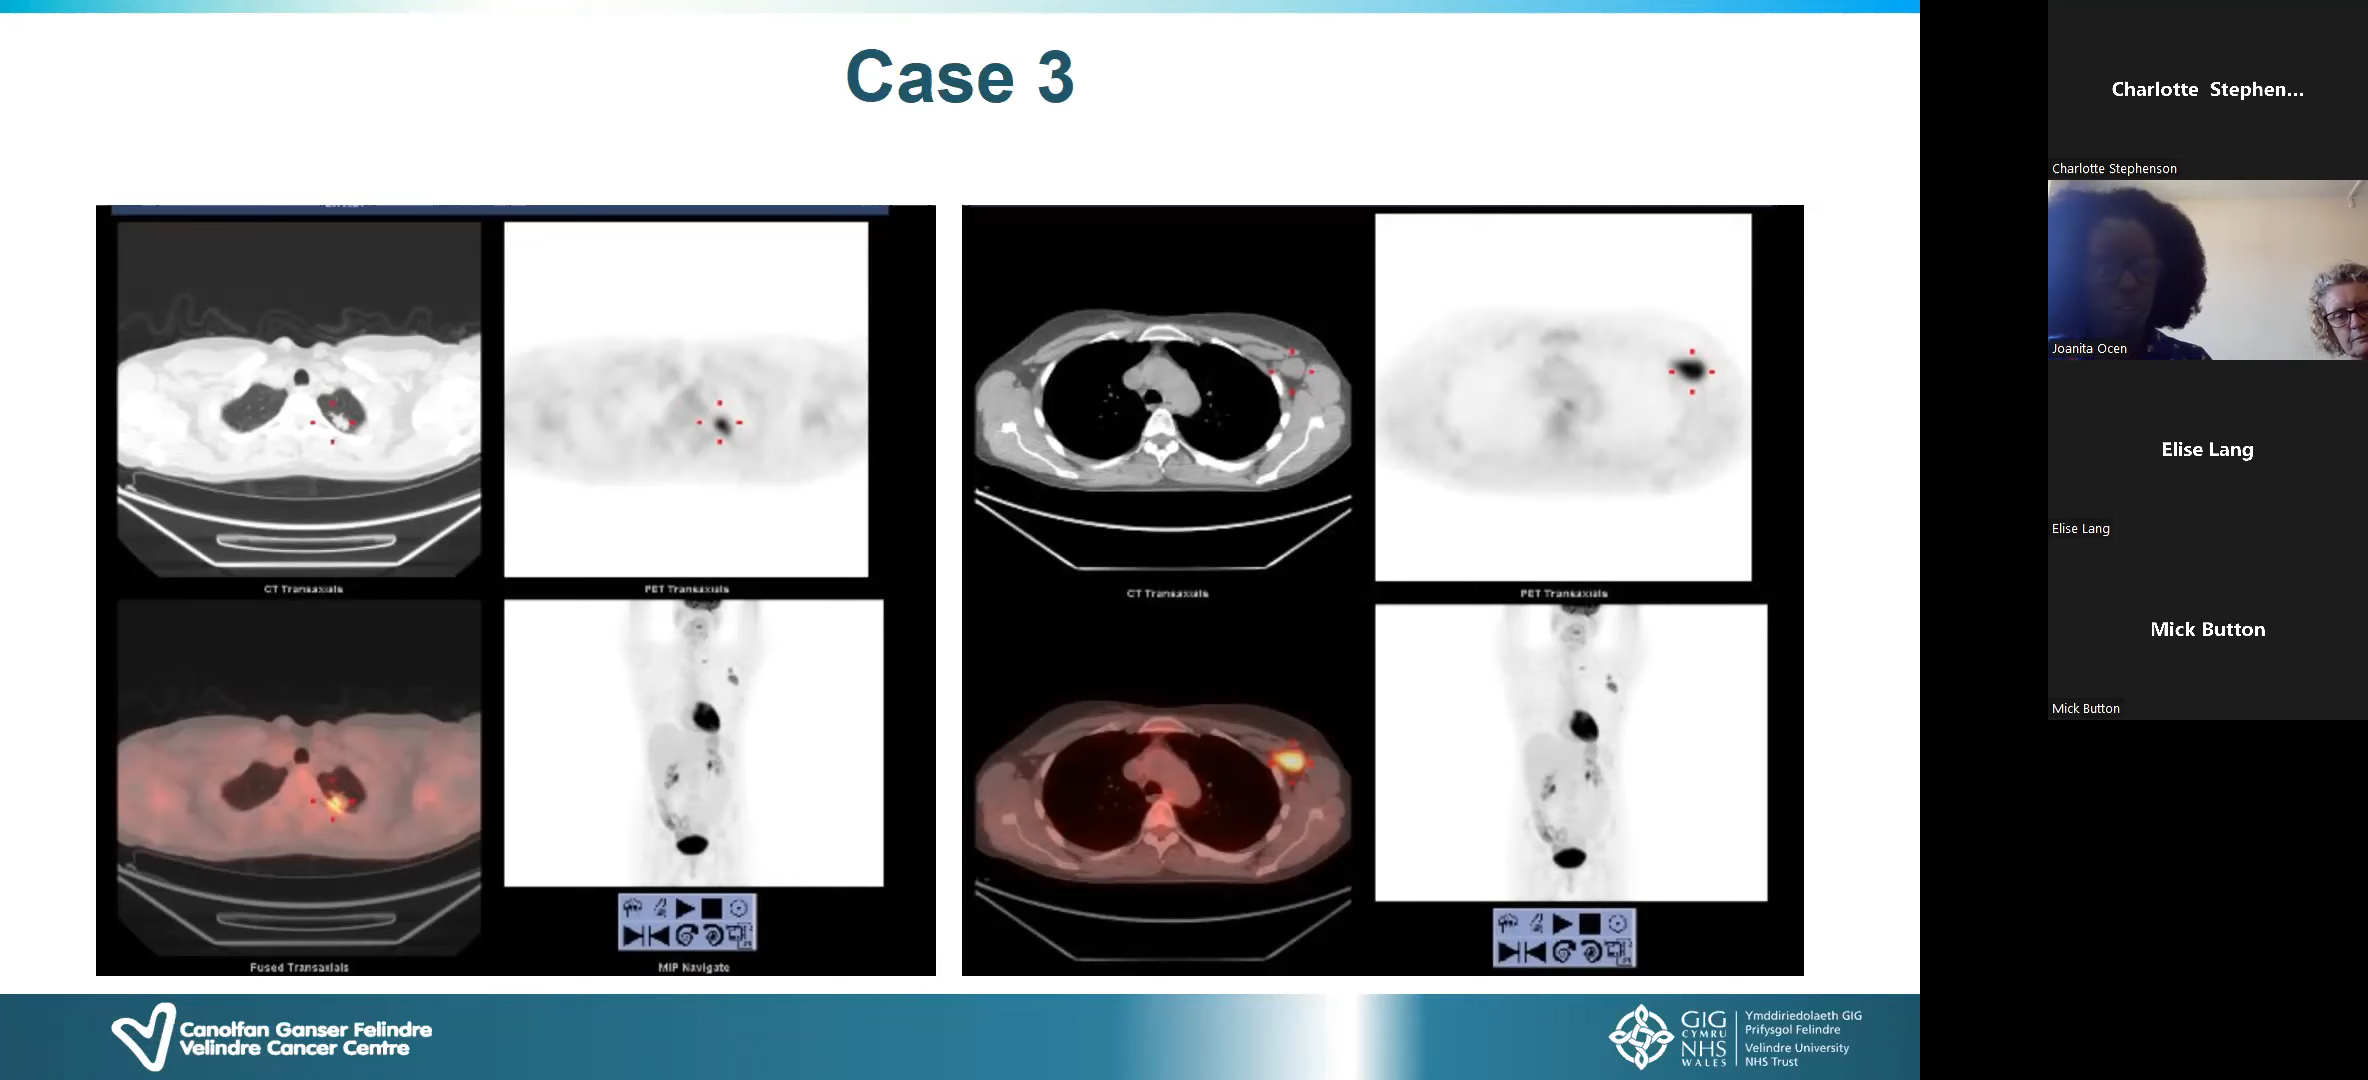 Case 3
CT Transaxials
PET Transaxials
Fused Transaxials
MIP Navigate
CT Transaxials
PET Transaxials
Canolfan Ganser Felindre
Velindre Cancer Centre
GIG
CYMRU
NHS
WALES
Ymddiriedolaeth GIG
Prifysgol Felindre
Velindre University
NHS Trust
Charlotte Stephen...
Charlotte Stephenson
Joanita Ocen
Elise Lang
Elise Lang
Mick Button
Mick Button